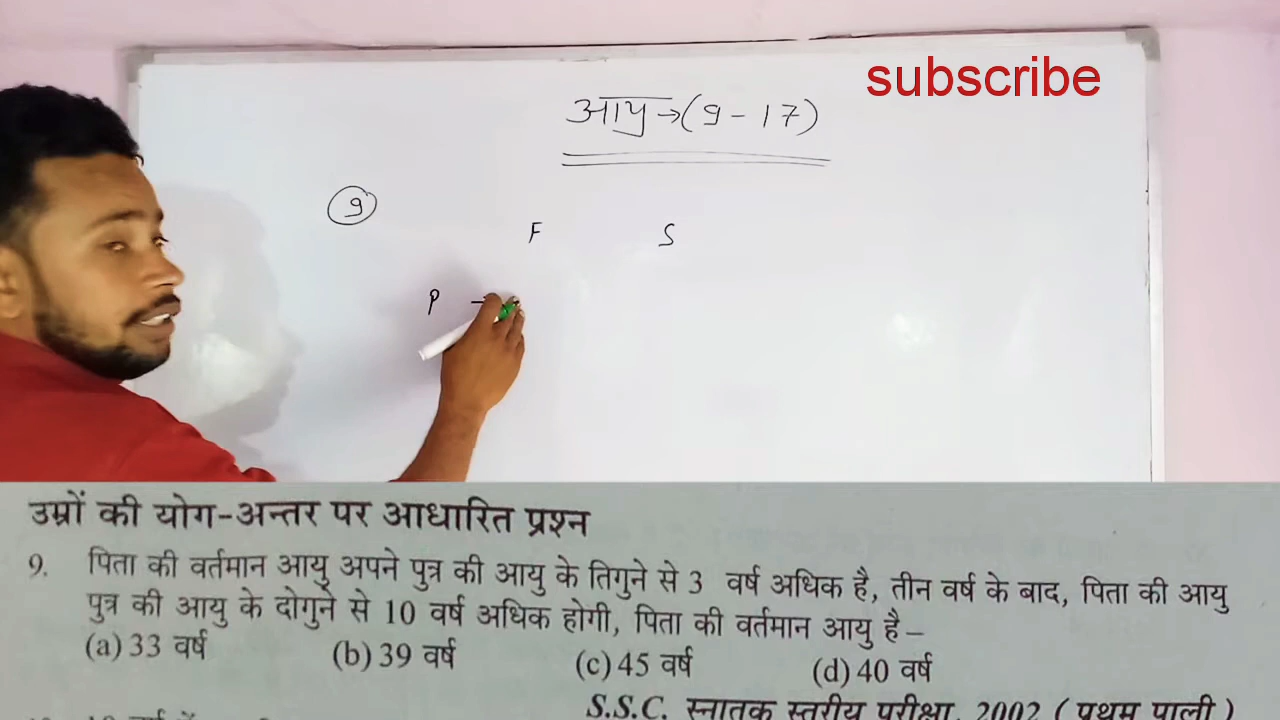 subscribe
आयु→(9-17)
9
F S
P -
उम्रों की योग-अन्तर पर आधारित प्रश्न
9. पिता की वर्तमान आयु अपने पुत्र की आयु के तिगुने से 3 वर्ष अधिक है, तीन वर्ष के बाद, पिता की आयु
पुत्र की आयु के दोगुने से 10 वर्ष अधिक होगी, पिता की वर्तमान आयु है–
(a) 33 वर्ष (b) 39 वर्ष (c) 45 वर्ष (d) 40 वर्ष
S.S.C. स्नातक स्तरीय परीक्षा, 2002 ( प्रथम पाली )